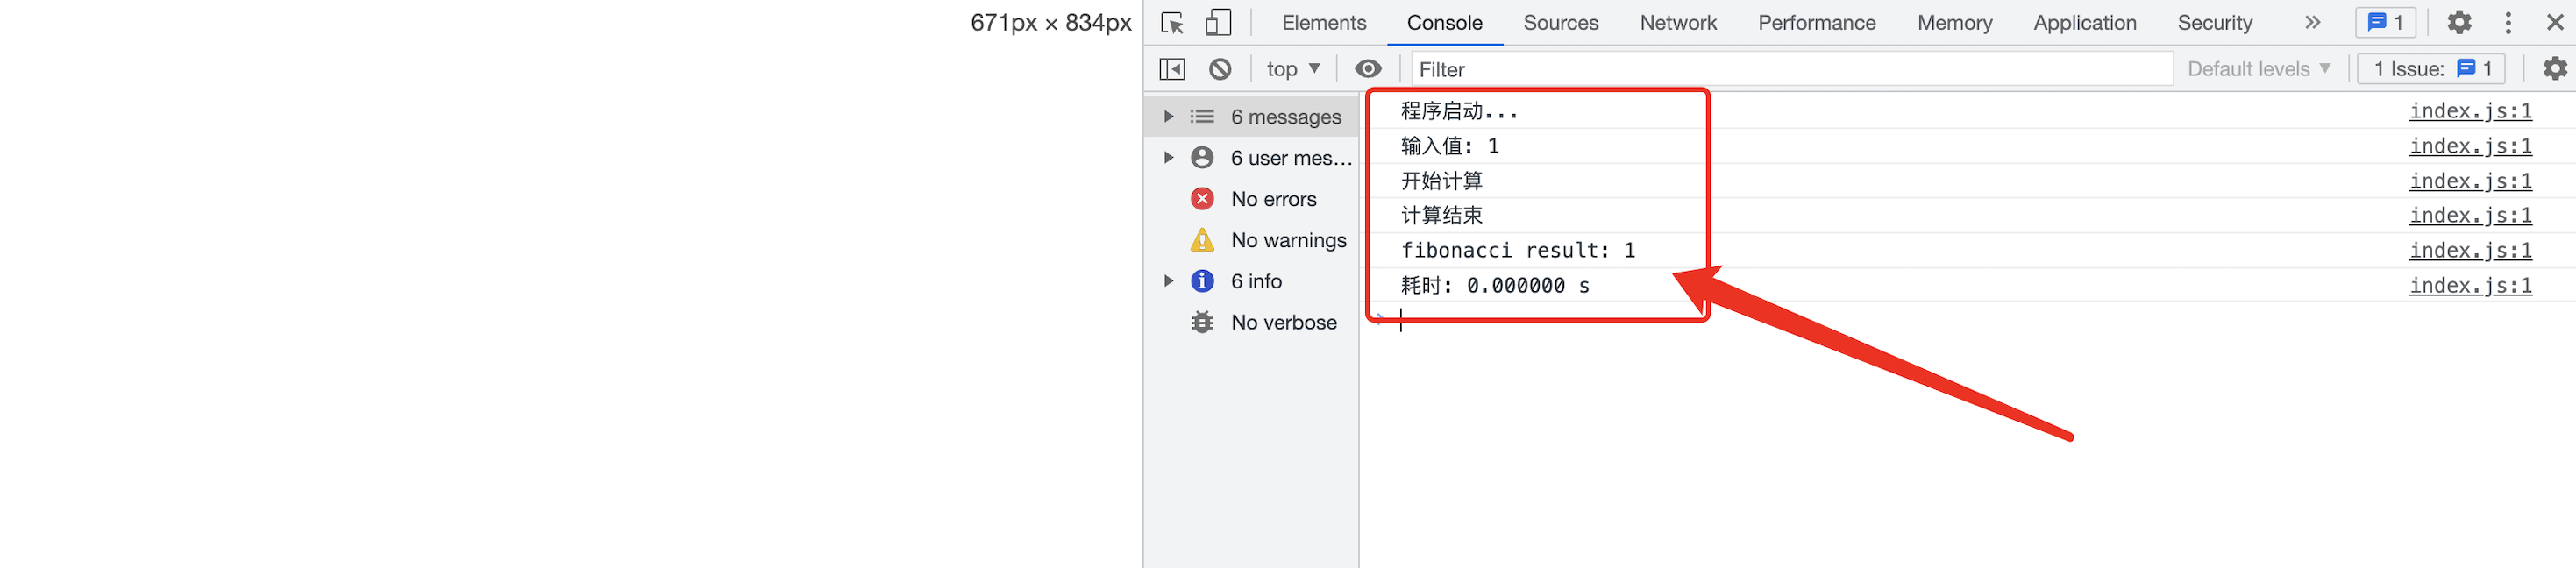 671px × 834px
Elements Console Sources Network Performance Memory Application Security » 1
top ▼ Filter Default levels ▼ 1 Issue: 1
6 messages
6 user mes...
No errors
No warnings
6 info
No verbose
程序启动... index.js:1
输入值: 1 index.js:1
开始计算 index.js:1
计算结束 index.js:1
fibonacci result: 1 index.js:1
耗时: 0.000000 s index.js:1